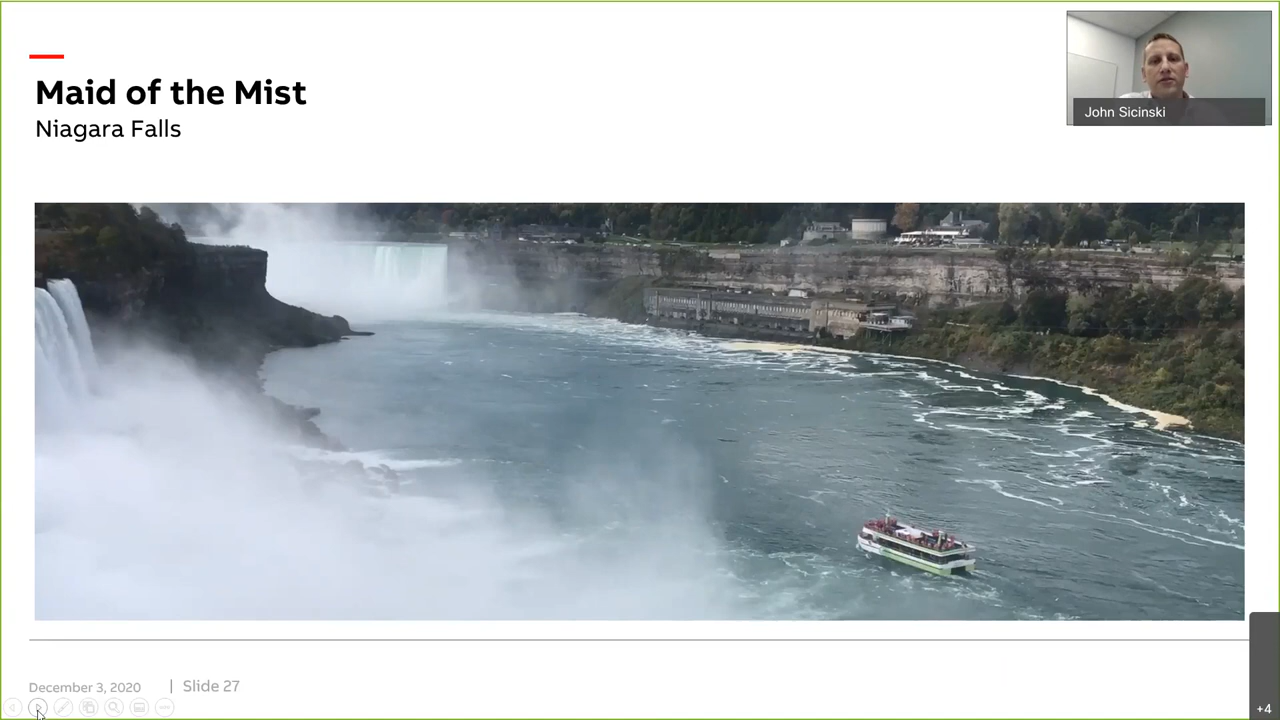 Maid of the Mist
Niagara Falls
John Sicinski
December 3, 2020 | Slide 27
+4